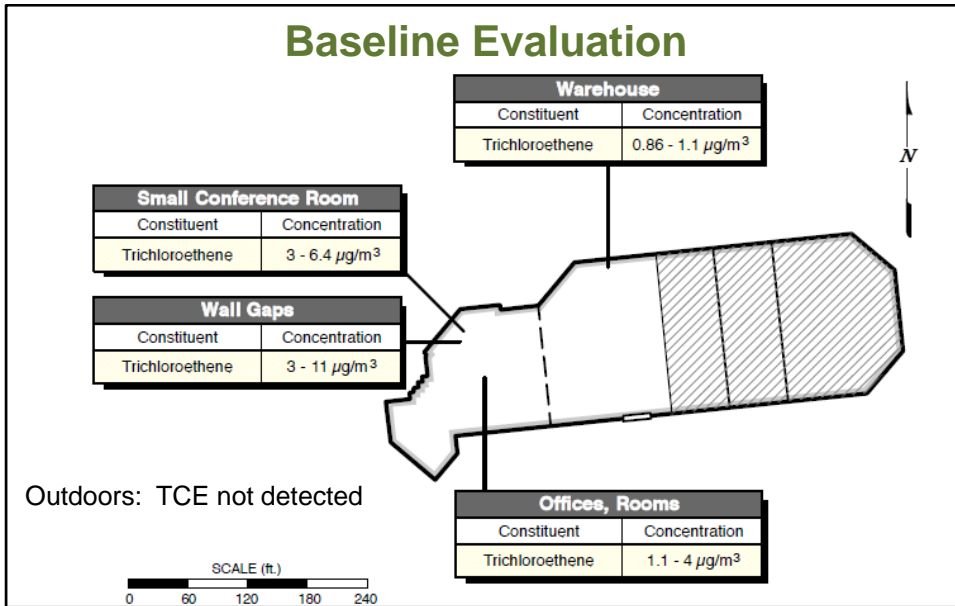 Baseline Evaluation
Warehouse
Constituent Concentration
Trichloroethene 0.86 - 1.1 µg/m³
N
Small Conference Room
Constituent Concentration
Trichloroethene 3 - 6.4 µg/m³
Wall Gaps
Constituent Concentration
Trichloroethene 3 - 11 µg/m³
Outdoors: TCE not detected
Offices, Rooms
Constituent Concentration
Trichloroethene 1.1 - 4 µg/m³
SCALE (ft.)
0 60 120 180 240